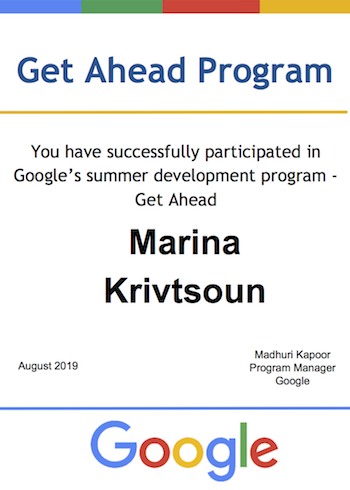 Get Ahead Program
You have successfully participated in
Google's summer development program -
Get Ahead
Marina
Krivtsoun
August 2019
Madhuri Kapoor
Program Manager
Google
Google